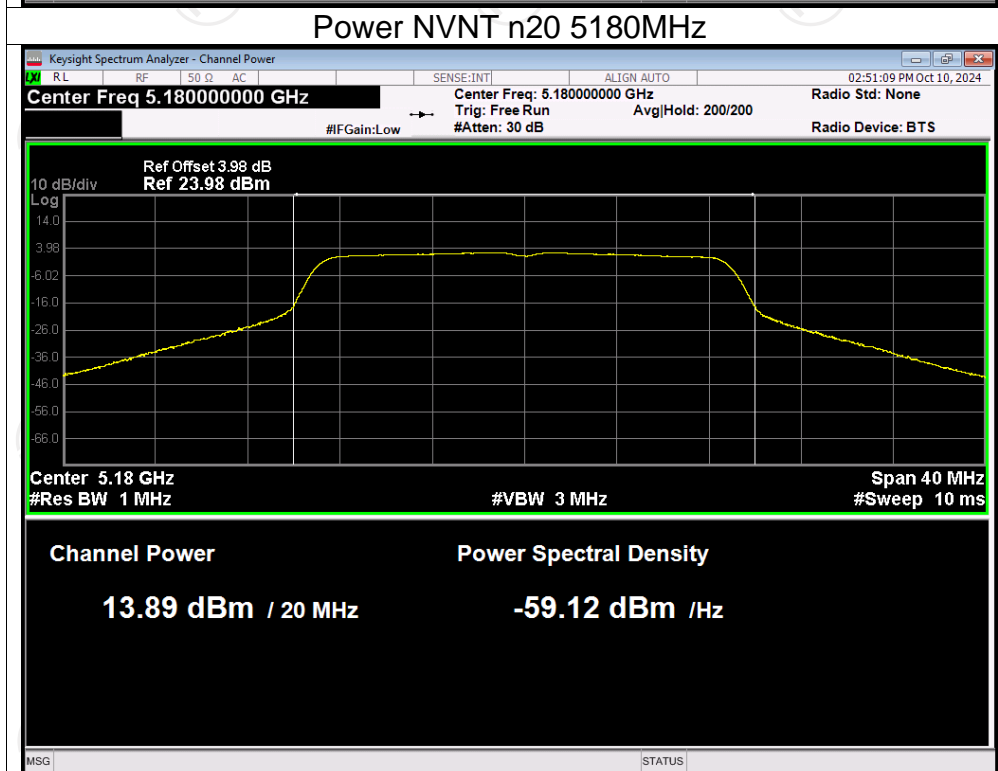 Power NVNT n20 5180MHz
Keysight Spectrum Analyzer - Channel Power
LXI RL RF 50 Ω AC SENSE:INT ALIGN AUTO 02:51:09 PM Oct 10, 2024
Center Freq 5.180000000 GHz Center Freq: 5.180000000 GHz Radio Std: None
Trig: Free Run Avg|Hold: 200/200
#IFGain:Low #Atten: 30 dB Radio Device: BTS
Ref Offset 3.98 dB
10 dB/div Ref 23.98 dBm
Log
14.0
3.98
-6.02
-16.0
-26.0
-36.0
-46.0
-56.0
-66.0
Center 5.18 GHz Span 40 MHz
#Res BW 1 MHz #VBW 3 MHz #Sweep 10 ms
Channel Power Power Spectral Density
13.89 dBm / 20 MHz -59.12 dBm /Hz
MSG STATUS